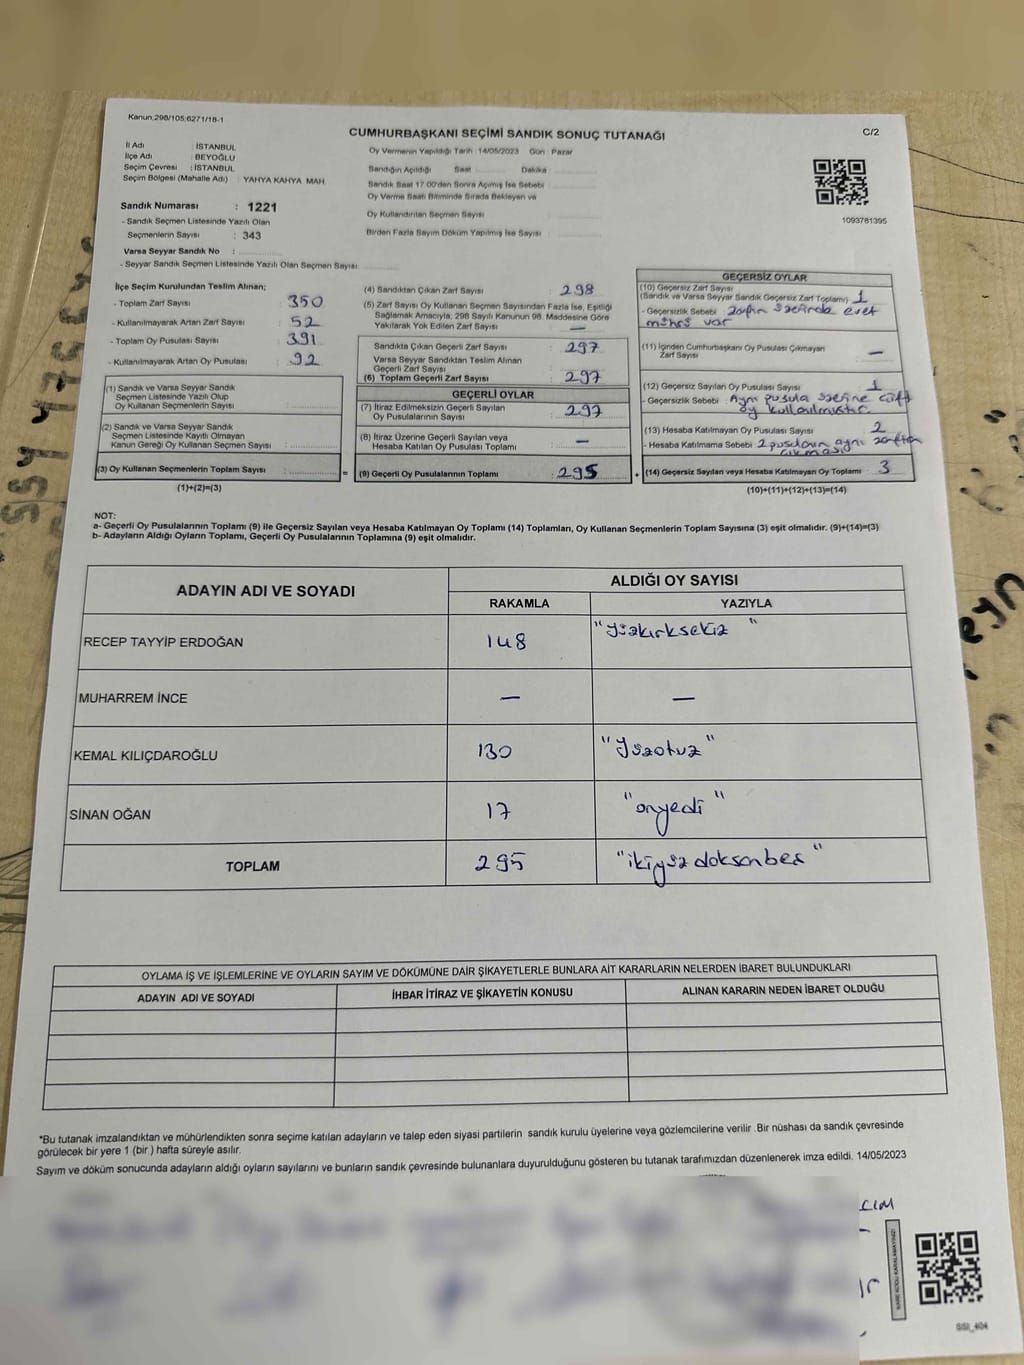 Kanun,298/105;6271/18-1
C/2
CUMHURBAŞKANI SEÇİMİ SANDIK SONUÇ TUTANAĞI
İl Adı : İSTANBUL
İlçe Adı : BEYOĞLU
Seçim Çevresi : İSTANBUL
Seçim Bölgesi (Mahalle Adı) : YAHYA KAHYA MAH.
Sandık Numarası : 1221
- Sandık Seçmen Listesinde Yazılı Olan
Seçmenlerin Sayısı : 343
Varsa Seyyar Sandık No :
- Seyyar Sandık Seçmen Listesinde Yazılı Olan Seçmen Sayısı:
Oy Vermenin Yapıldığı Tarih :14/05/2023 Gün : Pazar
Sandığın Açıldığı Saat Dakika
Sandık Saat 17.00'den Sonra Açımış İse Sebebi :
Oy Verme Saati Bitiminde Sırada Bekleyen ve
Oy Kullandırılan Seçmen Sayısı :
Birden Fazla Sayım Döküm Yapılmış İse Sayısı :
1093781395
İlçe Seçim Kurulundan Teslim Alınan;
- Toplam Zarf Sayısı : 350
- Kullanılmayarak Artan Zarf Sayısı : 52
- Toplam Oy Pusulası Sayısı : 391
- Kullanılmayarak Artan Oy Pusulası : 92
(1) Sandık ve Varsa Seyyar Sandık
Seçmen Listesinde Yazılı Olup
Oy Kullanan Seçmenlerin Sayısı :
(2) Sandık ve Varsa Seyyar Sandık
Seçmen Listesinde Kayıtlı Olmayan
Kanun Gereği Oy Kullanan Seçmen Sayısı :
(3) Oy Kullanan Seçmenlerin Toplam Sayısı : =
(1)+(2)=(3)
(4) Sandıktan Çıkan Zarf Sayısı : 298
(5) Zarf Sayısı Oy Kullanan Seçmen Sayısından Fazla İse, Eşitliği
Sağlamak Amacıyla, 298 Sayılı Kanunun 98. Maddesine Göre
Yakılarak Yok Edilen Zarf Sayısı : —
Sandıkta Çıkan Geçerli Zarf Sayısı : 297
Varsa Seyyar Sandıktan Teslim Alınan
Geçerli Zarf Sayısı :
(6) Toplam Geçerli Zarf Sayısı : 297
GEÇERLİ OYLAR
(7) İtiraz Edilmeksizin Geçerli Sayılan
Oy Pusulalarının Sayısı : 297
(8) İtiraz Üzerine Geçerli Sayılan veya
Hesaba Katılan Oy Pusulası Toplamı : —
(9) Geçerli Oy Pusulalarının Toplamı : 295 +
GEÇERSİZ OYLAR
(10) Geçersiz Zarf Sayısı
(Sandık ve Varsa Seyyar Sandık Geçersiz Zarf Toplamı) : 1
- Geçersizlik Sebebi : zarfın üzerinde evet
mührü var
(11) İçinden Cumhurbaşkanı Oy Pusulası Çıkmayan
Zarf Sayısı : —
(12) Geçersiz Sayılan Oy Pusulası Sayısı : 1
- Geçersizlik Sebebi : Aynı pusula üzerine çift
oy kullanılmıştır.
(13) Hesaba Katılmayan Oy Pusulası Sayısı : 2
- Hesaba Katılmama Sebebi : 2 pusulanın aynı zarftan
çıkması
(14) Geçersiz Sayılan veya Hesaba Katılmayan Oy Toplamı : 3
(10)+(11)+(12)+(13)=(14)
NOT:
a- Geçerli Oy Pusulalarının Toplamı (9) ile Geçersiz Sayılan veya Hesaba Katılmayan Oy Toplamı (14) Toplamları, Oy Kullanan Seçmenlerin Toplam Sayısına (3) eşit olmalıdır. (9)+(14)=(3)
b- Adayların Aldığı Oyların Toplamı, Geçerli Oy Pusulalarının Toplamına (9) eşit olmalıdır.
ADAYIN ADI VE SOYADI
ALDIĞI OY SAYISI
RAKAMLA YAZIYLA
RECEP TAYYİP ERDOĞAN 148 "Yüzkırksekiz"
MUHARREM İNCE — —
KEMAL KILIÇDAROĞLU 130 "Yüzotuz"
SİNAN OĞAN 17 "onyedi"
TOPLAM 295 "ikiyüzdoksanbeş"
OYLAMA İŞ VE İŞLEMLERİNE VE OYLARIN SAYIM VE DÖKÜMÜNE DAİR ŞİKAYETLERLE BUNLARA AİT KARARLARIN NELERDEN İBARET BULUNDUKLARI
ADAYIN ADI VE SOYADI İHBAR İTİRAZ VE ŞİKAYETİN KONUSU ALINAN KARARIN NEDEN İBARET OLDUĞU
*Bu tutanak imzalandıktan ve mühürlendikten sonra seçime katılan adayların ve talep eden siyasi partilerin sandık kurulu üyelerine veya gözlemcilerine verilir. Bir nüshası da sandık çevresinde
görülecek bir yere 1 (bir) hafta süreyle asılır.
Sayım ve döküm sonucunda adayların aldığı oyların sayılarını ve bunların sandık çevresinde bulunanlara duyurulduğunu gösteren bu tutanak tarafımızdan düzenlenerek imza edildi. 14/05/2023
KARE KODU KARALAMAYINIZ!
SSI_404